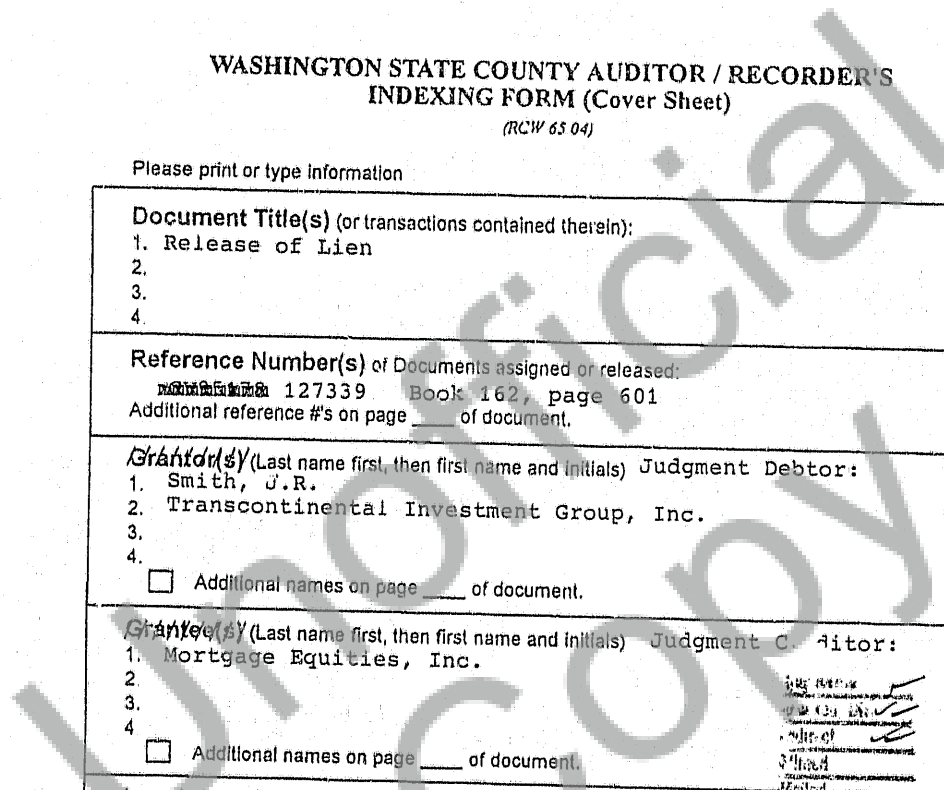 WASHINGTON STATE COUNTY AUDITOR / RECORDER'S
INDEXING FORM (Cover Sheet)
(RCW 65 04)
Please print or type information
Document Title(s) (or transactions contained therein):
1. Release of Lien
2.
3.
4.
Reference Number(s) of Documents assigned or released:
127339 Book 162, page 601
Additional reference #'s on page ____ of document.
Grantor(s) (Last name first, then first name and initials) Judgment Debtor:
1. Smith, J.R.
2. Transcontinental Investment Group, Inc.
3.
4.
Additional names on page ____ of document.
Grantee(s) (Last name first, then first name and initials) Judgment
1. Mortgage Equities, Inc.
2.
3.
4
Additional names on page ____ of document.
Unofficial
Copy